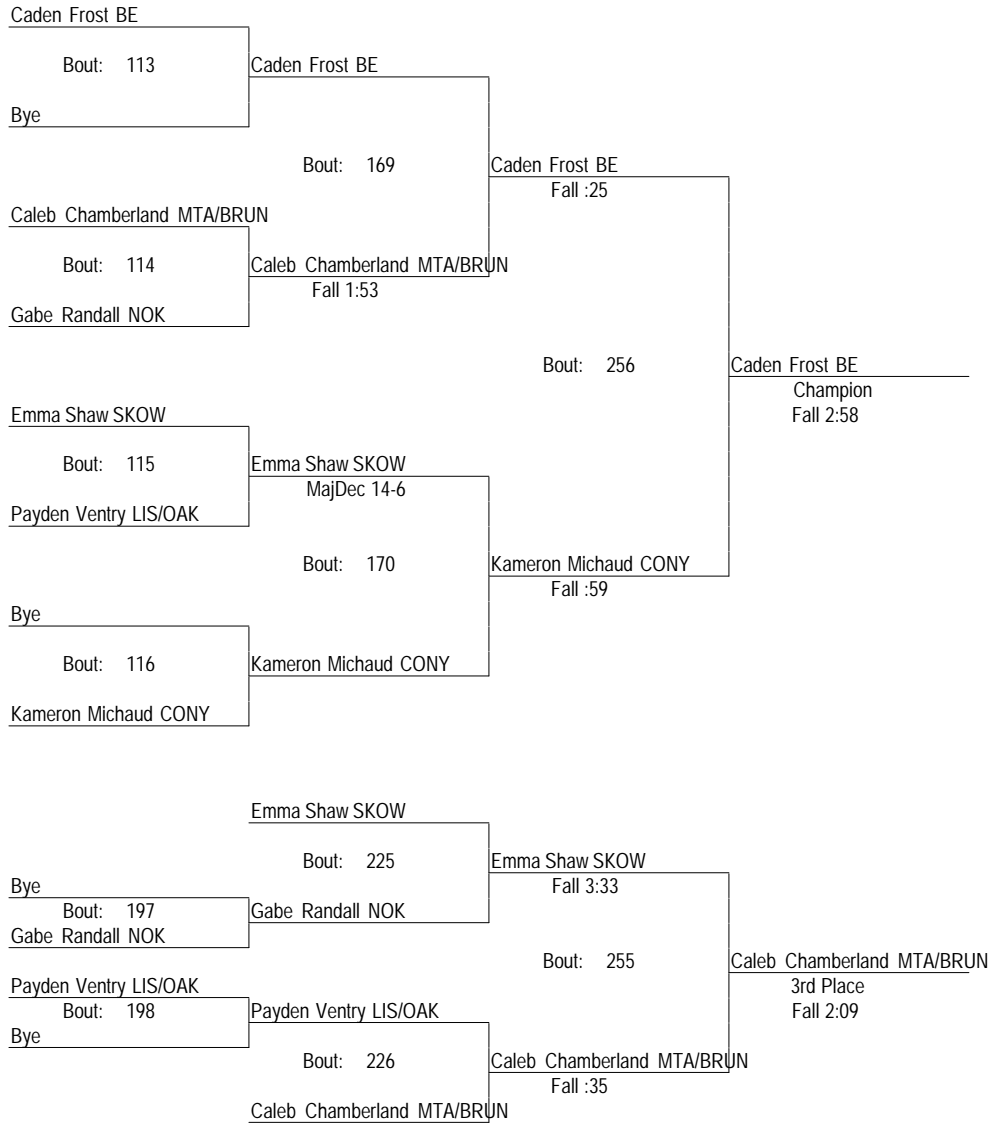 Caden Frost BE
Bout: 113
Caden Frost BE
Bye
Bout: 169
Caden Frost BE
Fall :25
Caleb Chamberland MTA/BRUN
Bout: 114
Caleb Chamberland MTA/BRUN
Fall 1:53
Gabe Randall NOK
Bout: 256
Caden Frost BE
Champion
Fall 2:58
Emma Shaw SKOW
Bout: 115
Emma Shaw SKOW
MajDec 14-6
Payden Ventry LIS/OAK
Bout: 170
Kameron Michaud CONY
Fall :59
Bye
Bout: 116
Kameron Michaud CONY
Kameron Michaud CONY
Emma Shaw SKOW
Bout: 225
Emma Shaw SKOW
Fall 3:33
Bye
Bout: 197
Gabe Randall NOK
Gabe Randall NOK
Bout: 255
Caleb Chamberland MTA/BRUN
3rd Place
Fall 2:09
Payden Ventry LIS/OAK
Bout: 198
Payden Ventry LIS/OAK
Bye
Bout: 226
Caleb Chamberland MTA/BRUN
Fall :35
Caleb Chamberland MTA/BRUN